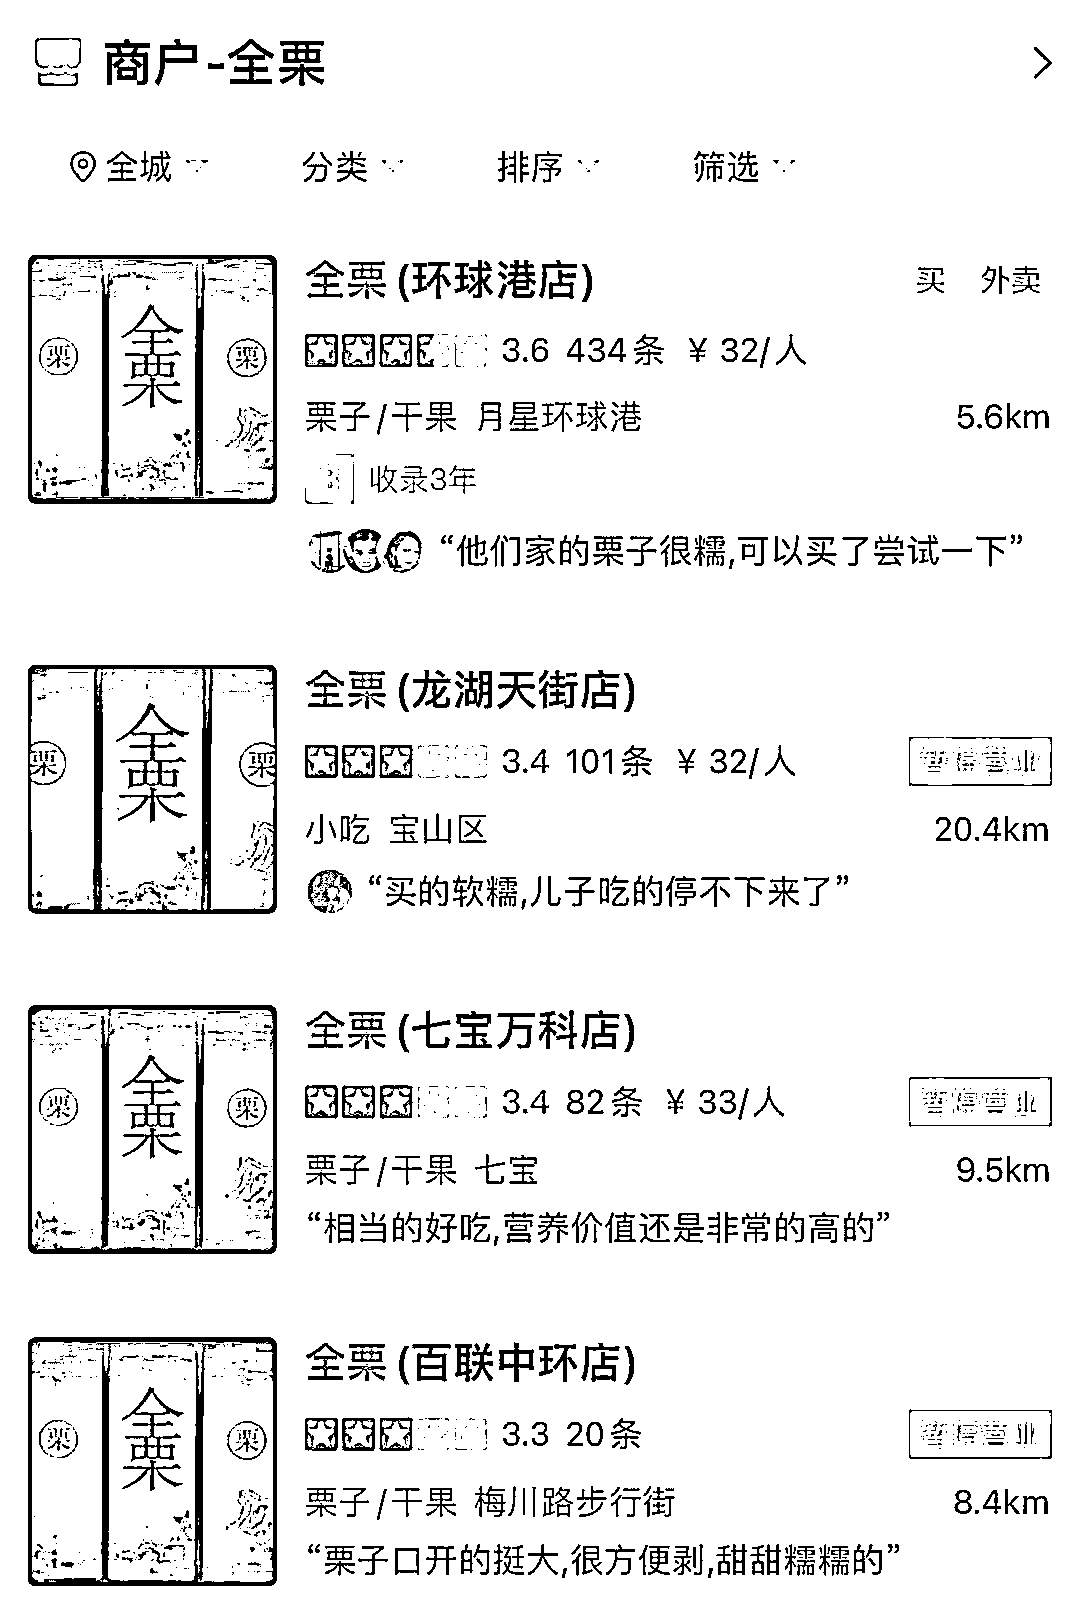 商户-全栗
全城 分类 排序 筛选
全栗
栗
栗
全栗(环球港店) 买 外卖
3.6 434条 ¥32/人
栗子/干果 月星环球港 5.6km
收录3年
“他们家的栗子很糯,可以买了尝试一下”
全栗
栗
栗
全栗(龙湖天街店)
3.4 101条 ¥32/人
暂停营业
小吃 宝山区 20.4km
“买的软糯,儿子吃的停不下来了”
全栗
栗
栗
全栗(七宝万科店)
3.4 82条 ¥33/人
暂停营业
栗子/干果 七宝 9.5km
“相当的好吃,营养价值还是非常的高的”
全栗
栗
栗
全栗(百联中环店)
3.3 20条
暂停营业
栗子/干果 梅川路步行街 8.4km
“栗子口开的挺大,很方便剥,甜甜糯糯的”